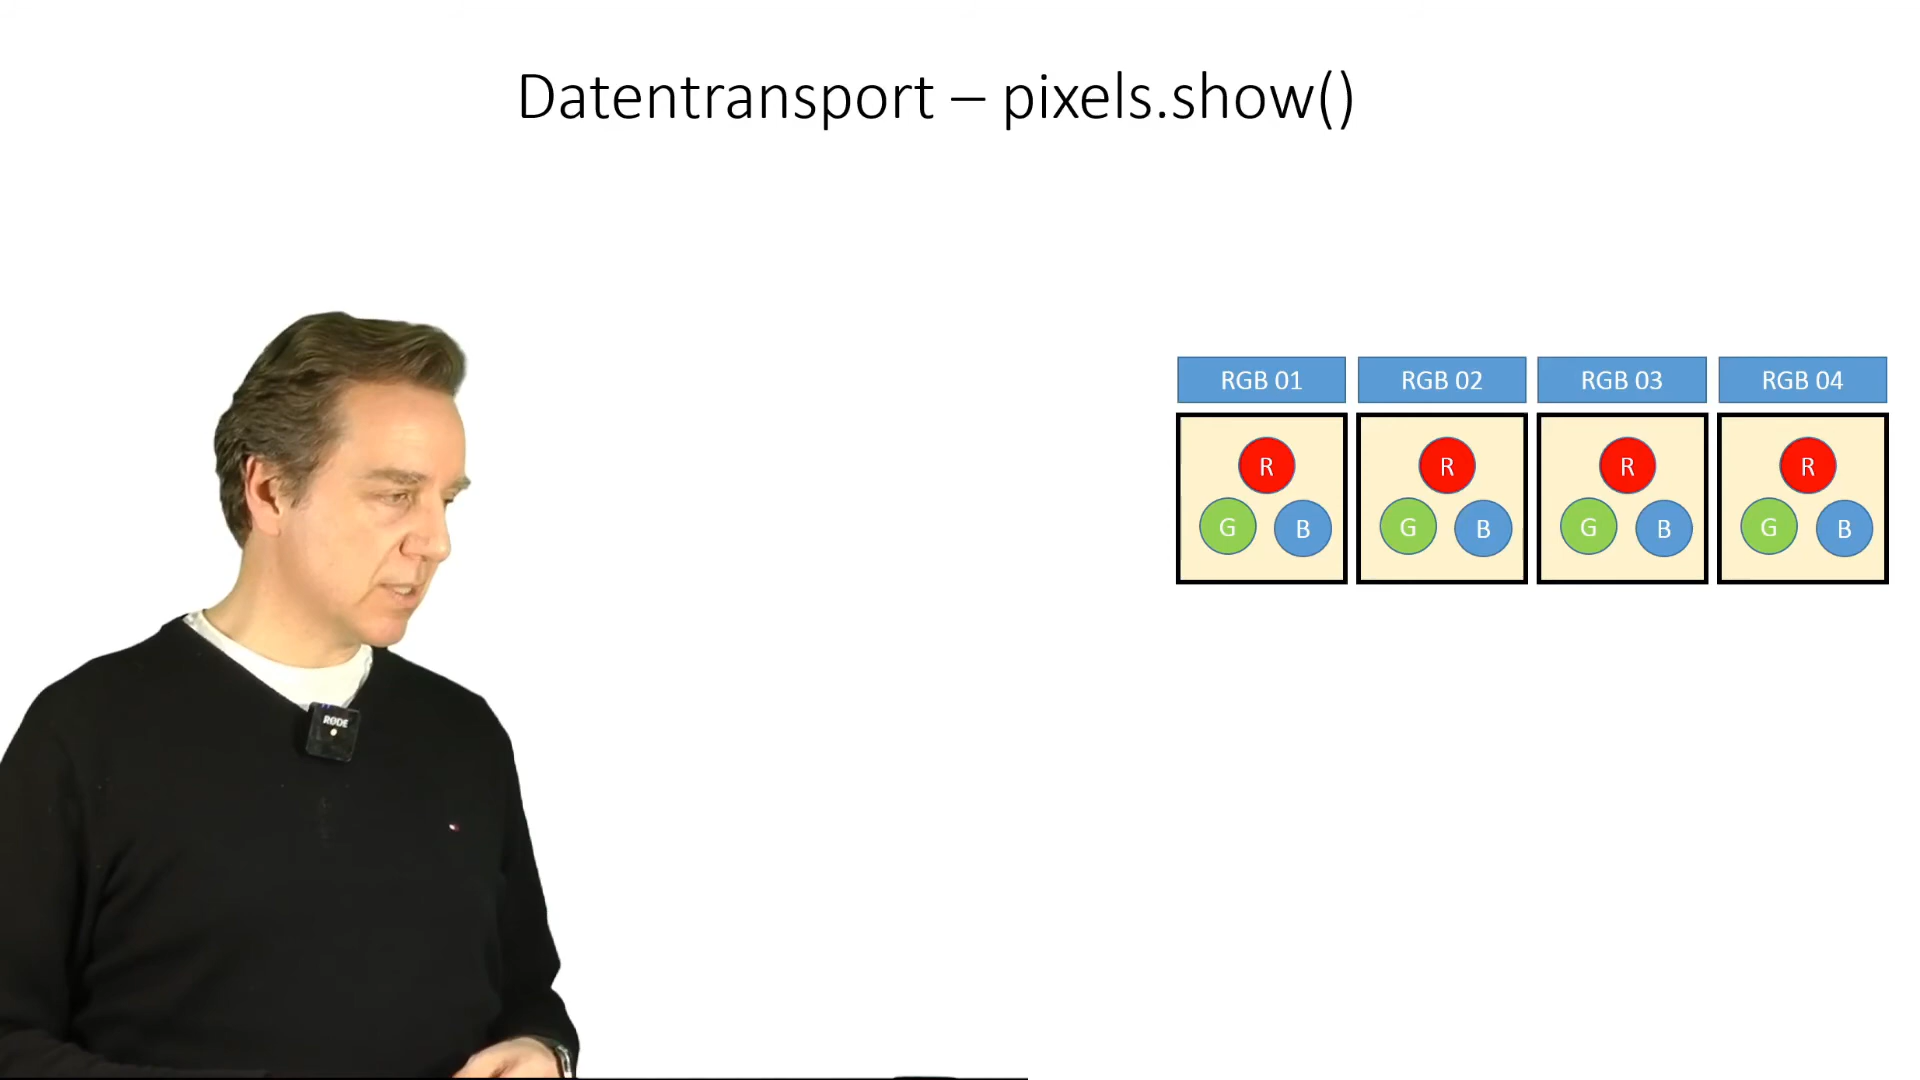 Datentransport – pixels.show()
RGB 01 RGB 02 RGB 03 RGB 04
R R R R
G B G B G B G B
RØDE